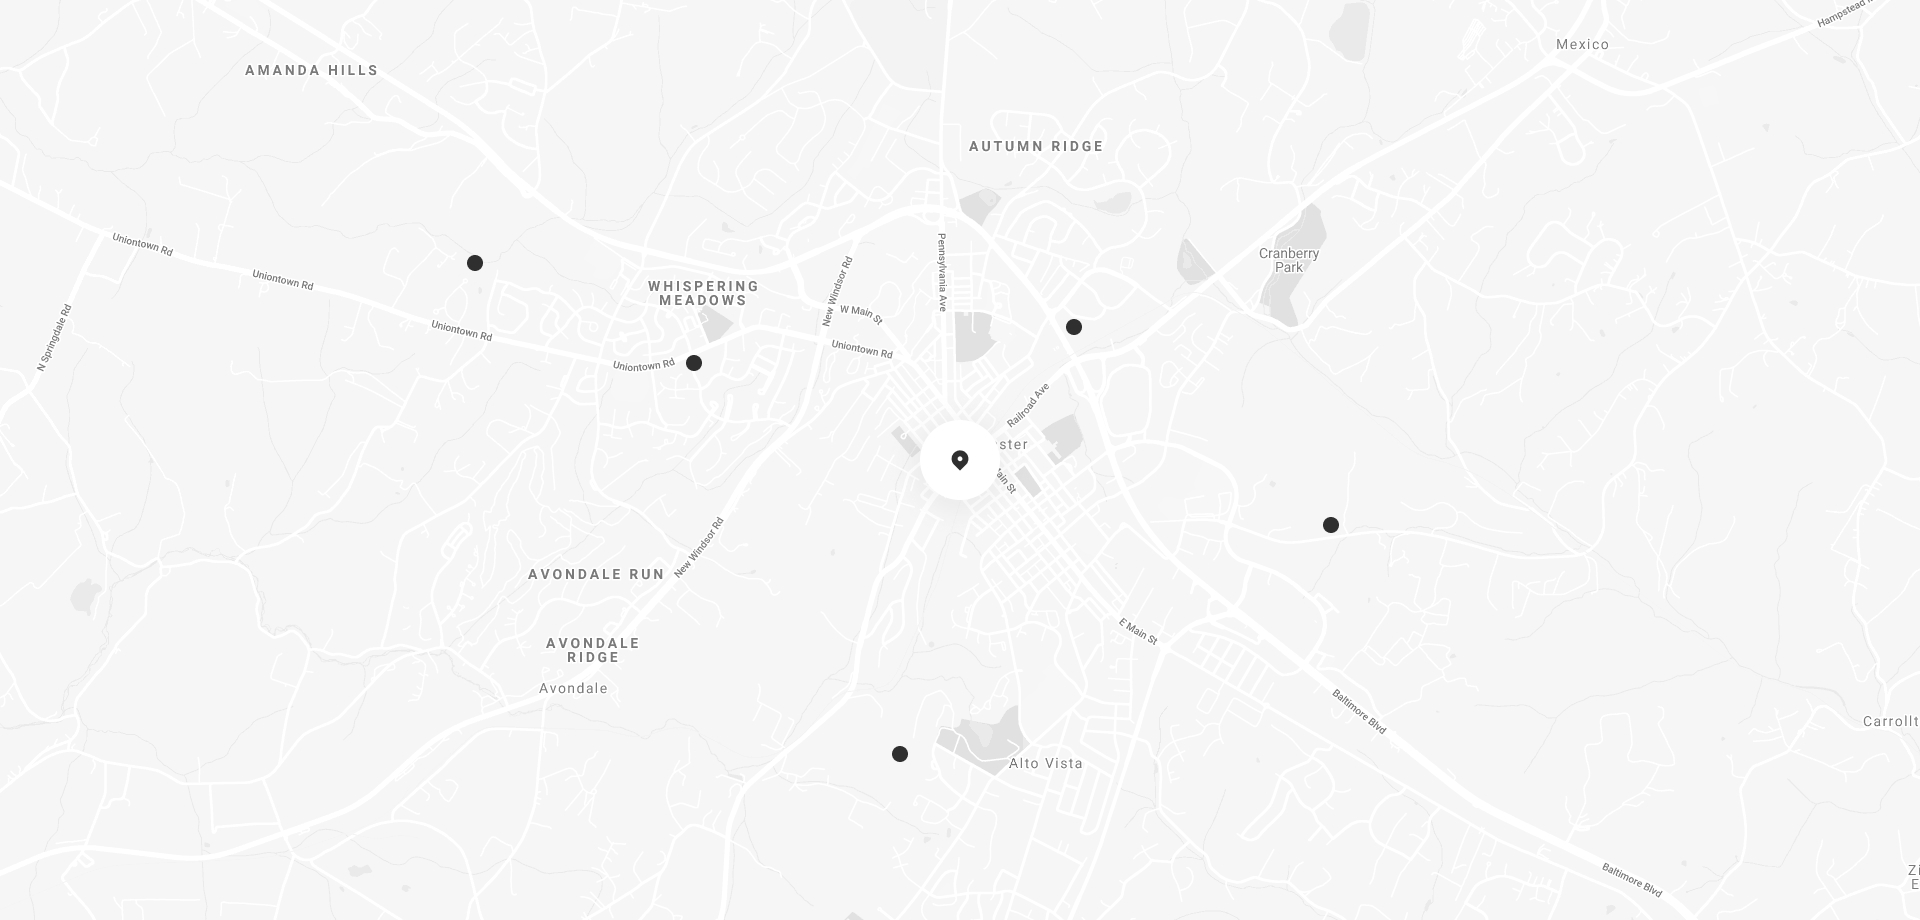 Hampstead
Mexico
AMANDA HILLS
AUTUMN RIDGE
Uniontown Rd
Cranberry
Park
Uniontown Rd
Pennsylvania Ave
New Windsor Rd
WHISPERING
MEADOWS
W Main St
N Springdale Rd
Uniontown Rd
Uniontown Rd
Uniontown Rd
Railroad Ave
ster
ain St
New Windsor Rd
AVONDALE RUN
E Main St
AVONDALE
RIDGE
Avondale
Baltimore Blvd
Carrollt
Alto Vista
Baltimore Blvd
Zi
E